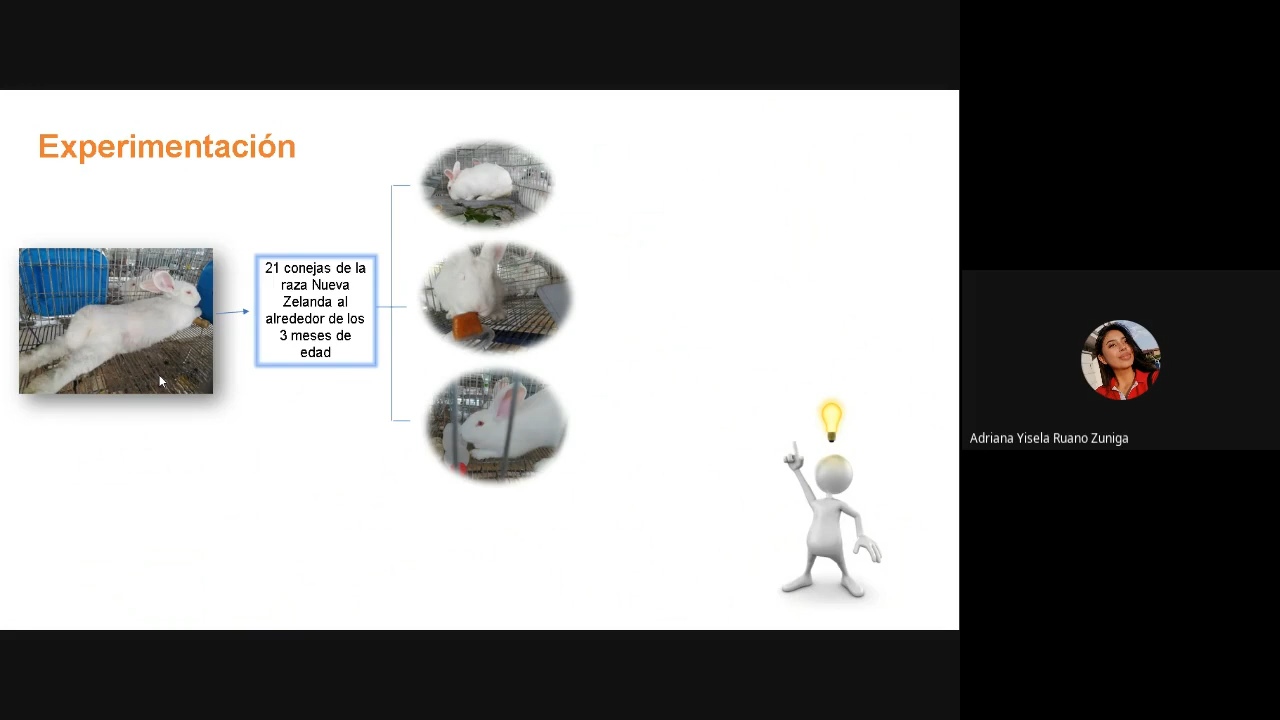 Experimentación
21 conejas de la
raza Nueva
Zelanda al
alrededor de los
3 meses de
edad
Adriana Yisela Ruano Zuniga